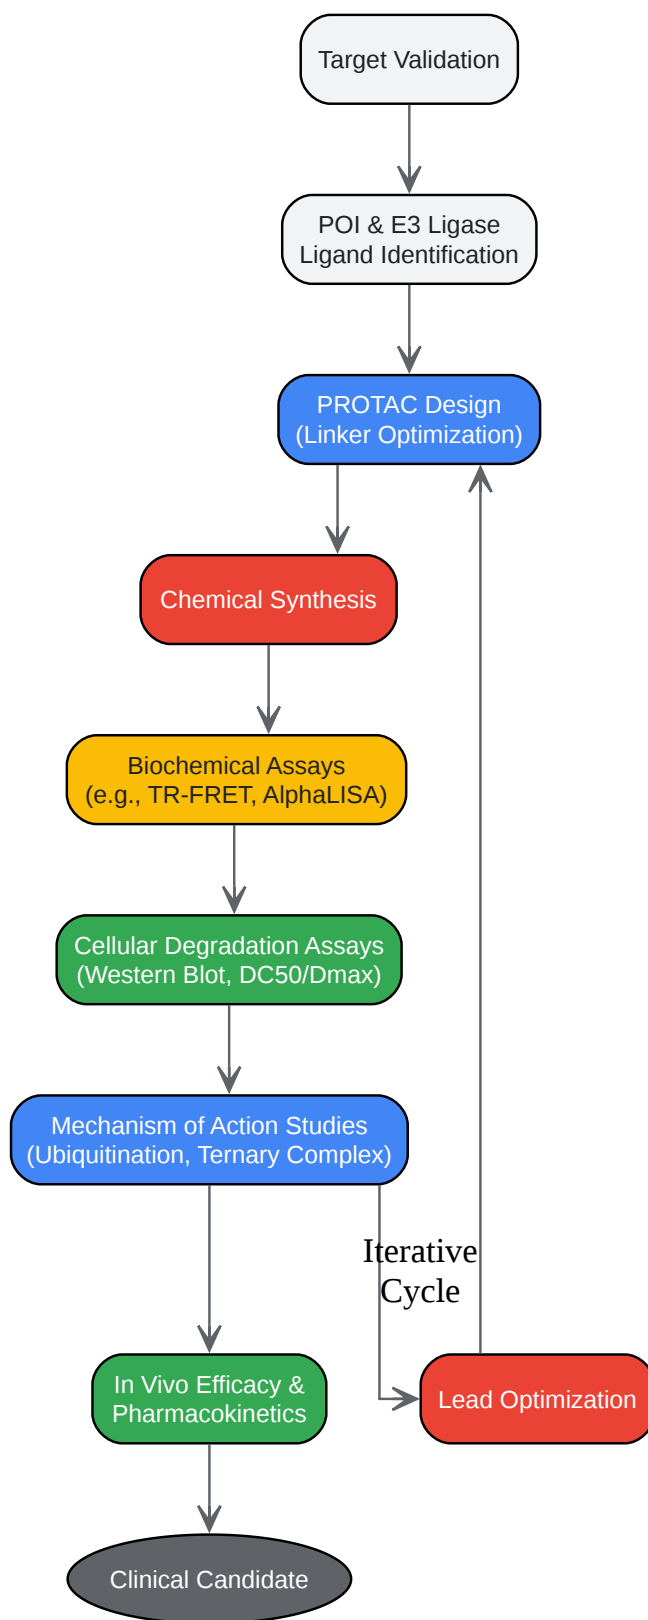 Target Validation
POI & E3 Ligase
Ligand Identification
PROTAC Design
(Linker Optimization)
Chemical Synthesis
Biochemical Assays
(e.g., TR-FRET, AlphaLISA)
Cellular Degradation Assays
(Western Blot, DC50/Dmax)
Mechanism of Action Studies
(Ubiquitination, Ternary Complex)
Iterative
Cycle
In Vivo Efficacy &
Pharmacokinetics
Lead Optimization
Clinical Candidate